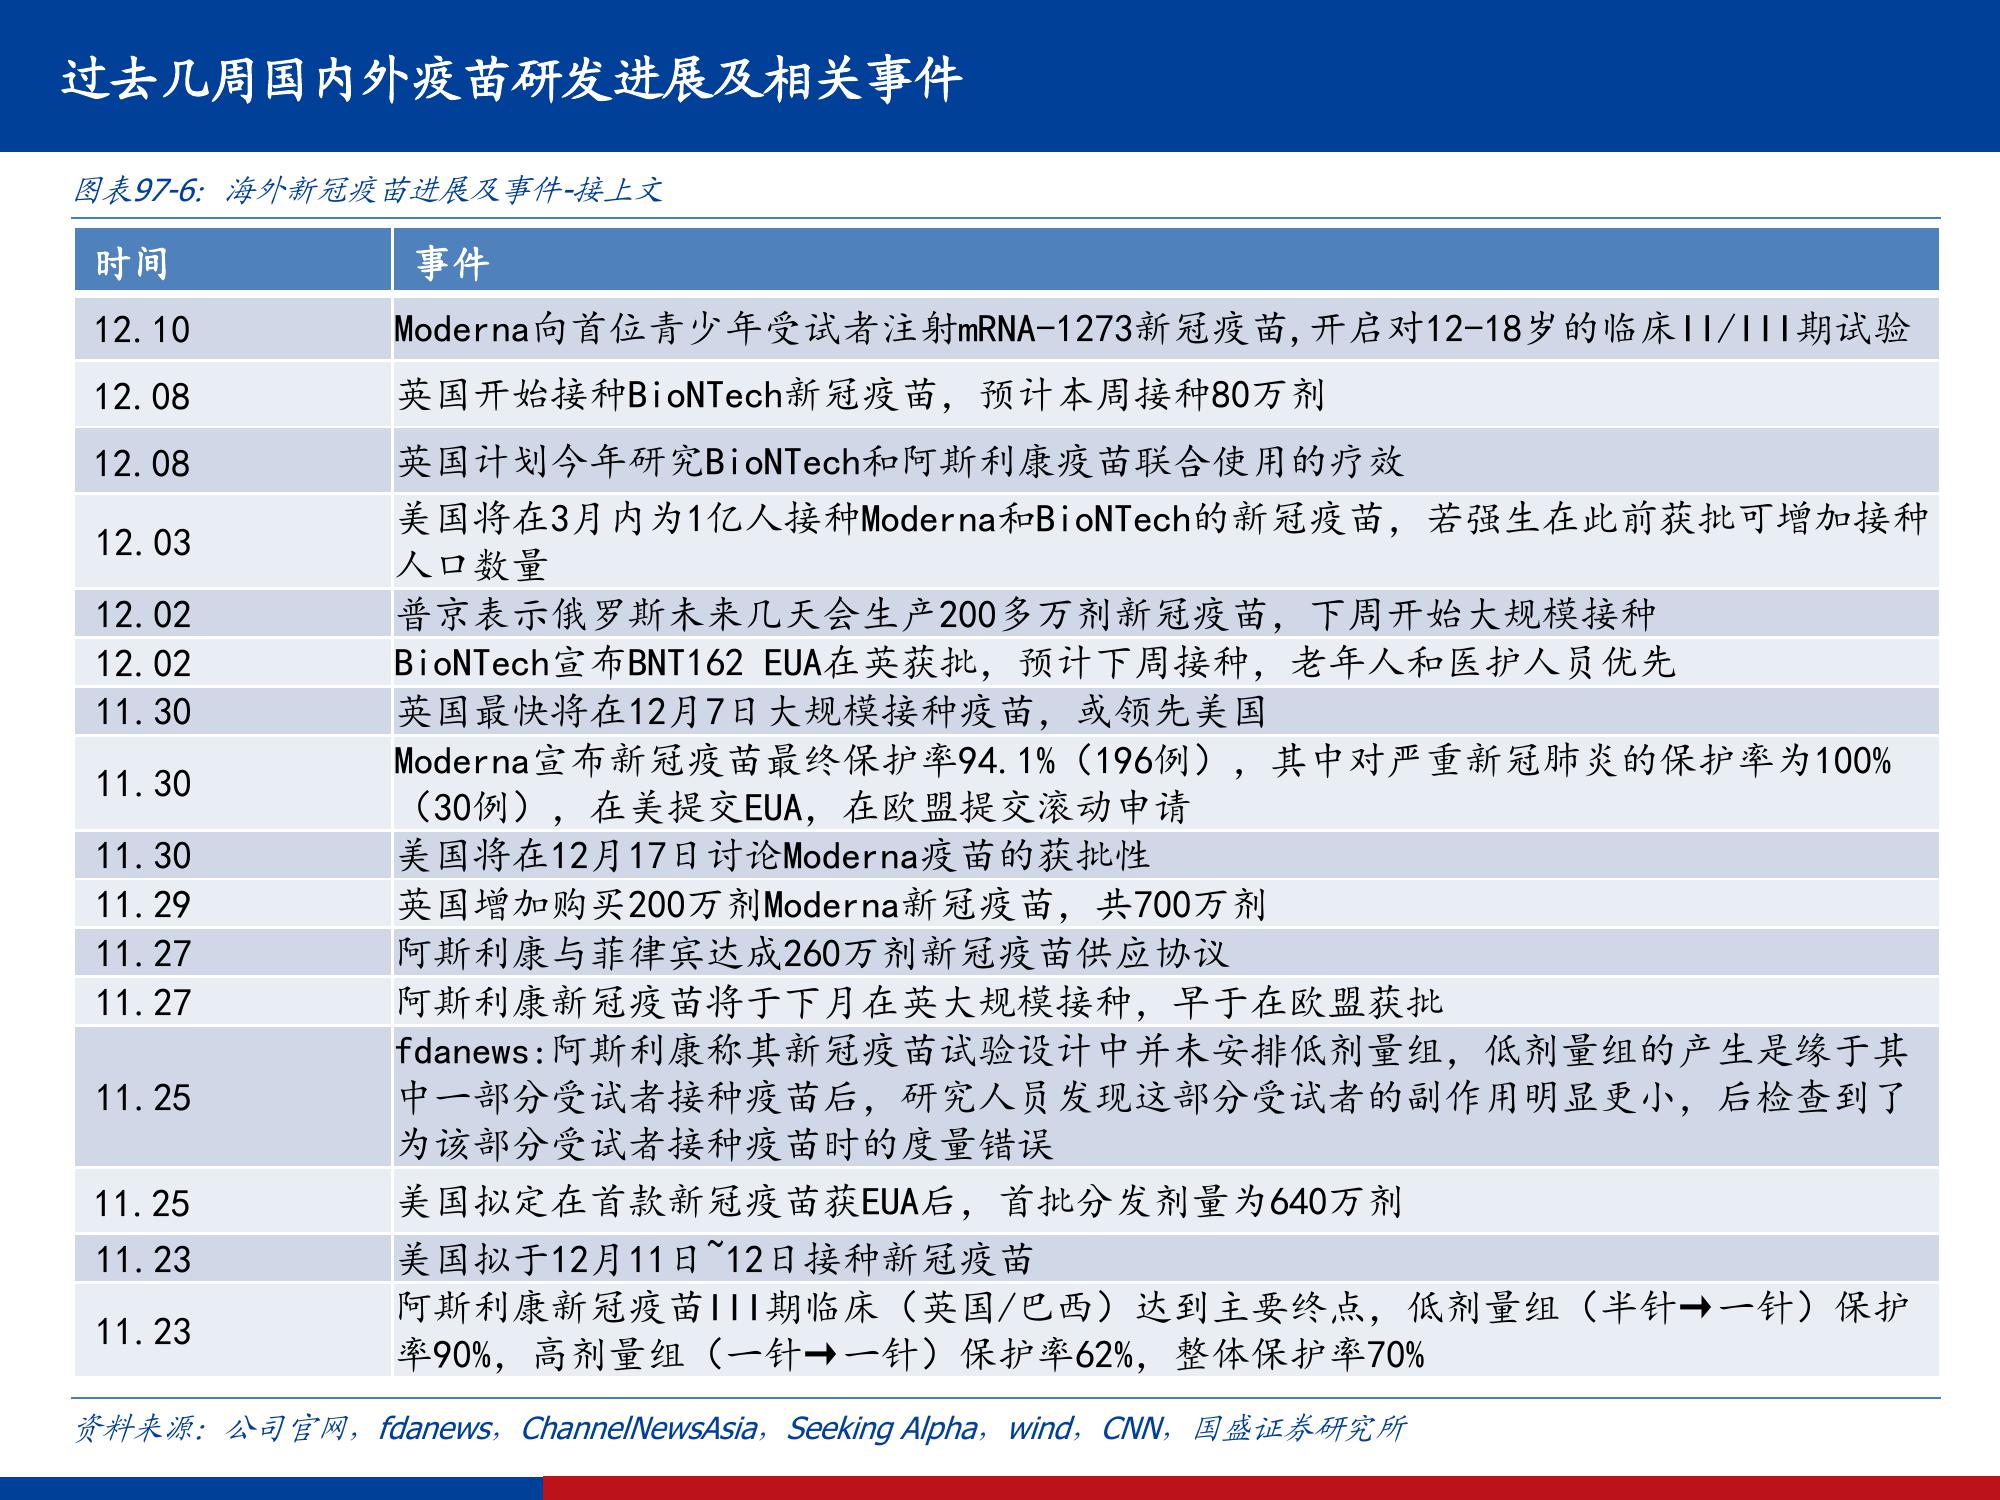 过去几周国内外疫苗研发进展及相关事件
图表97-6：海外新冠疫苗进展及事件-接上文
时间 事件
12.10 Moderna向首位青少年受试者注射mRNA-1273新冠疫苗,开启对12-18岁的临床II/III期试验
12.08 英国开始接种BioNTech新冠疫苗，预计本周接种80万剂
12.08 英国计划今年研究BioNTech和阿斯利康疫苗联合使用的疗效
12.03 美国将在3月内为1亿人接种Moderna和BioNTech的新冠疫苗，若强生在此前获批可增加接种
人口数量
12.02 普京表示俄罗斯未来几天会生产200多万剂新冠疫苗，下周开始大规模接种
12.02 BioNTech宣布BNT162 EUA在英获批，预计下周接种，老年人和医护人员优先
11.30 英国最快将在12月7日大规模接种疫苗，或领先美国
11.30 Moderna宣布新冠疫苗最终保护率94.1%（196例），其中对严重新冠肺炎的保护率为100%
（30例），在美提交EUA，在欧盟提交滚动申请
11.30 美国将在12月17日讨论Moderna疫苗的获批性
11.29 英国增加购买200万剂Moderna新冠疫苗，共700万剂
11.27 阿斯利康与菲律宾达成260万剂新冠疫苗供应协议
11.27 阿斯利康新冠疫苗将于下月在英大规模接种，早于在欧盟获批
11.25 fdanews:阿斯利康称其新冠疫苗试验设计中并未安排低剂量组，低剂量组的产生是缘于其
中一部分受试者接种疫苗后，研究人员发现这部分受试者的副作用明显更小，后检查到了
为该部分受试者接种疫苗时的度量错误
11.25 美国拟定在首款新冠疫苗获EUA后，首批分发剂量为640万剂
11.23 美国拟于12月11日~12日接种新冠疫苗
11.23 阿斯利康新冠疫苗III期临床（英国/巴西）达到主要终点，低剂量组（半针→一针）保护
率90%，高剂量组（一针→一针）保护率62%，整体保护率70%
资料来源：公司官网，fdanews，ChannelNewsAsia，Seeking Alpha，wind，CNN，国盛证券研究所